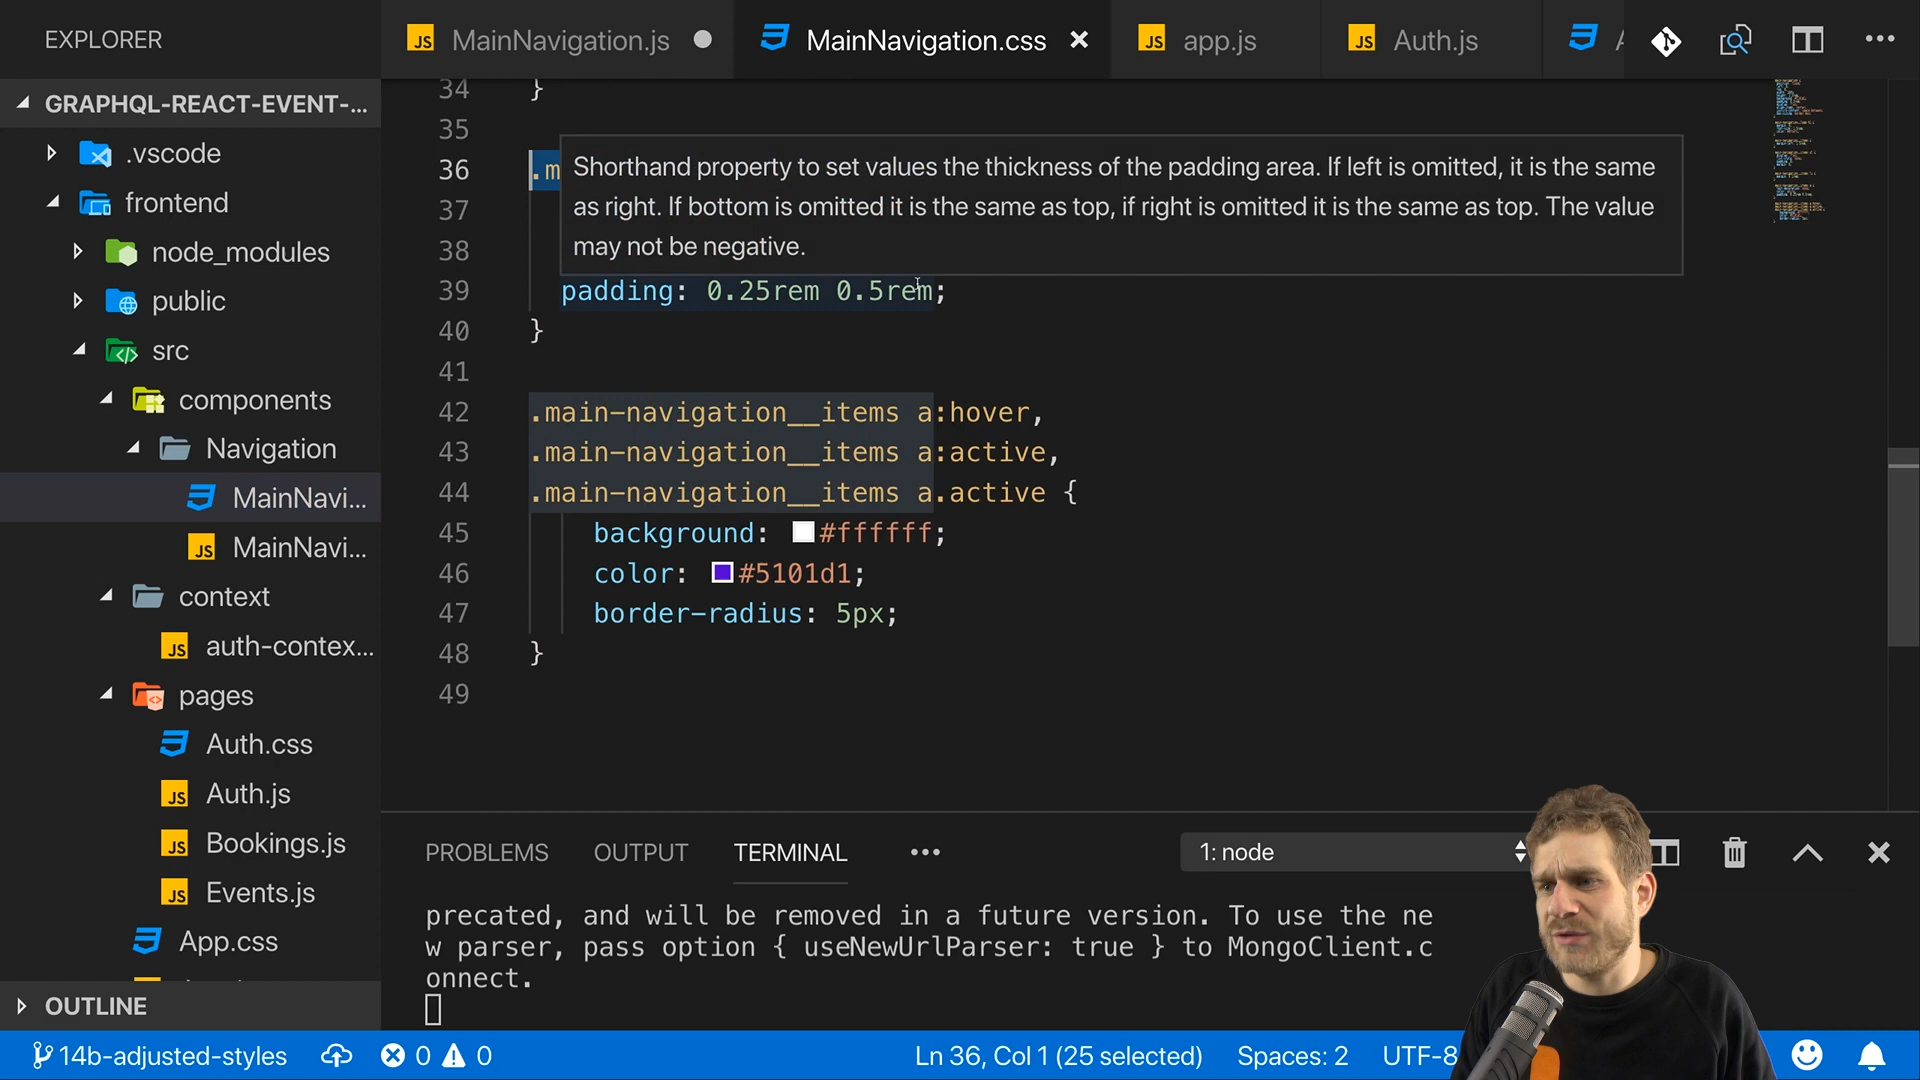 EXPLORER
MainNavigation.js
MainNavigation.css
app.js
Auth.js
GRAPHQL-REACT-EVENT-...
.vscode
frontend
node_modules
public
src
components
Navigation
MainNavi...
JS MainNavi...
context
JS auth-contex...
pages
Auth.css
JS Auth.js
JS Bookings.js
JS Events.js
App.css
OUTLINE
34 }
35
36 .m
Shorthand property to set values the thickness of the padding area. If left is omitted, it is the same
as right. If bottom is omitted it is the same as top, if right is omitted it is the same as top. The value
may not be negative.
37
38
39 padding: 0.25rem 0.5rem;
40 }
41
42 .main-navigation__items a:hover,
43 .main-navigation__items a:active,
44 .main-navigation__items a.active {
45 background: #ffffff;
46 color: #5101d1;
47 border-radius: 5px;
48 }
49
PROBLEMS OUTPUT TERMINAL ... 1: node
precated, and will be removed in a future version. To use the ne
w parser, pass option { useNewUrlParser: true } to MongoClient.c
onnect.
14b-adjusted-styles 0 0 Ln 36, Col 1 (25 selected) Spaces: 2 UTF-8